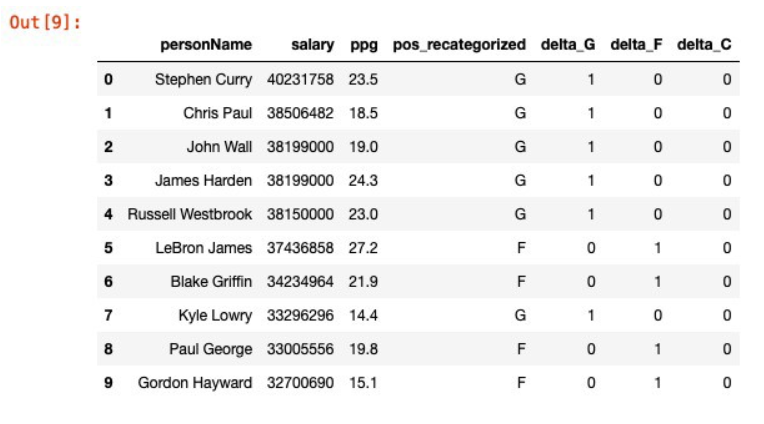 Out[9]:
personName salary ppg pos_recategorized delta_G delta_F delta_C
0 Stephen Curry 40231758 23.5 G 1 0 0
1 Chris Paul 38506482 18.5 G 1 0 0
2 John Wall 38199000 19.0 G 1 0 0
3 James Harden 38199000 24.3 G 1 0 0
4 Russell Westbrook 38150000 23.0 G 1 0 0
5 LeBron James 37436858 27.2 F 0 1 0
6 Blake Griffin 34234964 21.9 F 0 1 0
7 Kyle Lowry 33296296 14.4 G 1 0 0
8 Paul George 33005556 19.8 F 0 1 0
9 Gordon Hayward 32700690 15.1 F 0 1 0